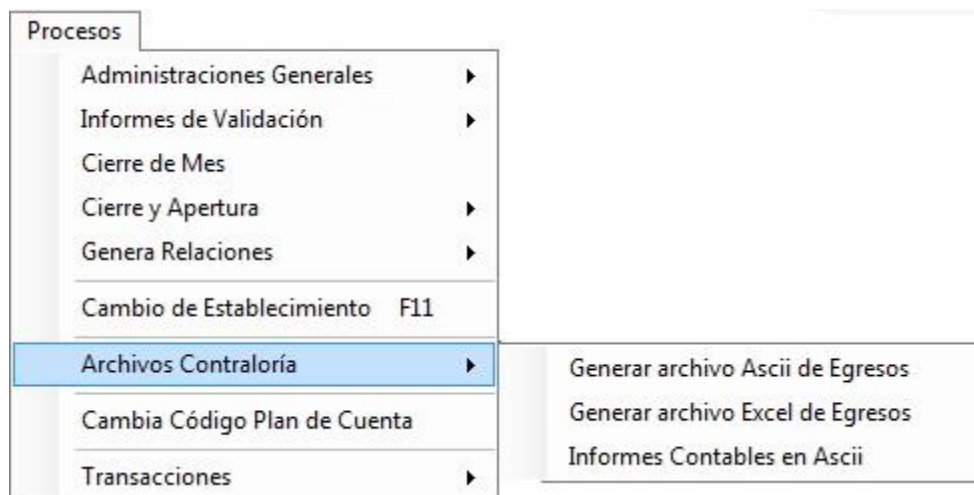 Procesos
Administraciones Generales
Informes de Validación
Cierre de Mes
Cierre y Apertura
Genera Relaciones
Cambio de Establecimiento F11
Archivos Contraloría
Generar archivo Ascii de Egresos
Generar archivo Excel de Egresos
Informes Contables en Ascii
Cambia Código Plan de Cuenta
Transacciones